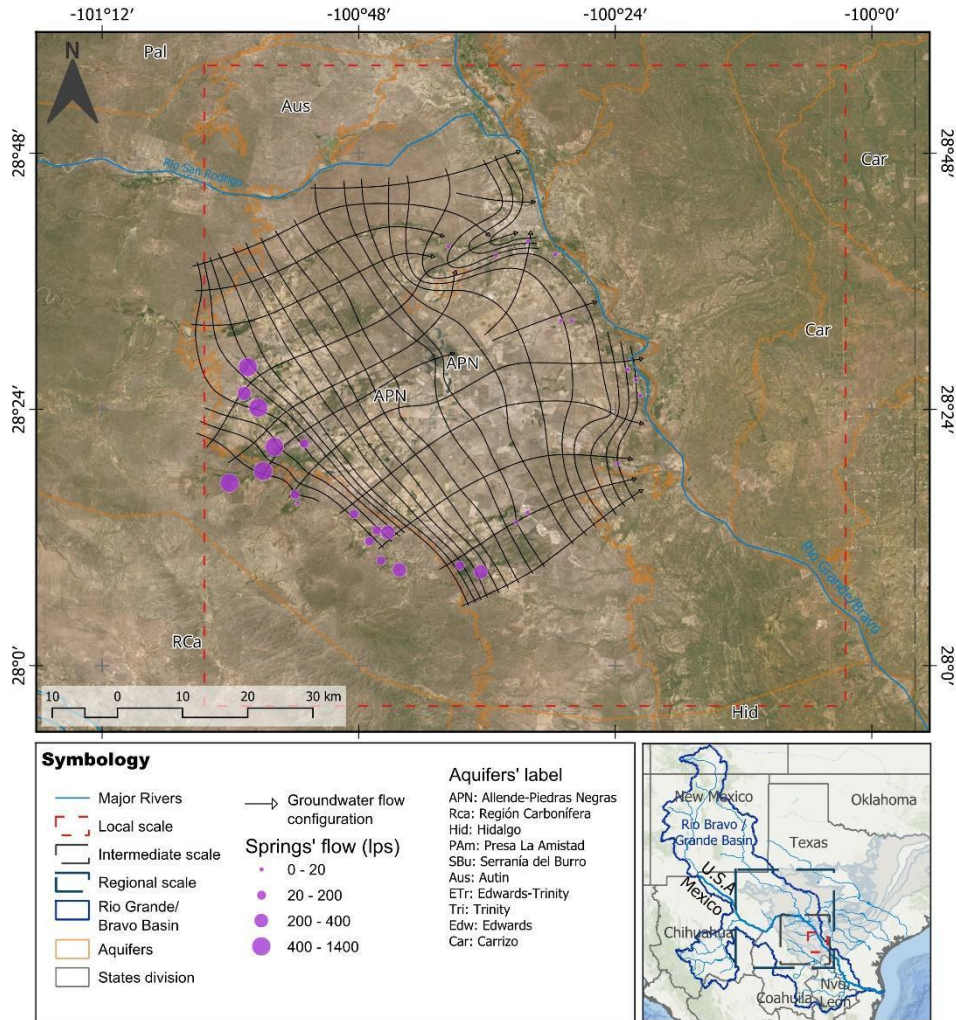 -101°12'
-100°48'
-100°24'
-100°0'
N
Pal
Aus
28°48'
28°48'
Car
Rio San Rodrigo
Car
APN
APN
28°24'
28°24'
Río Grande/Bravo
RCa
28°0'
28°0'
10 0 10 20 30 km
Hid
Symbology
Major Rivers
Local scale
Intermediate scale
Regional scale
Rio Grande/
Bravo Basin
Aquifers
States division
Groundwater flow
configuration
Springs' flow (lps)
0 - 20
20 - 200
200 - 400
400 - 1400
Aquifers' label
APN: Allende-Piedras Negras
Rca: Región Carbonífera
Hid: Hidalgo
PAm: Presa La Amistad
SBu: Serranía del Burro
Aus: Autin
ETr: Edwards-Trinity
Tri: Trinity
Edw: Edwards
Car: Carrizo
New Mexico
Oklahoma
Rio Bravo /
Grande Basin
Texas
U.S.A
Mexico
Chihuahua
Nvo.
León
Coahuila